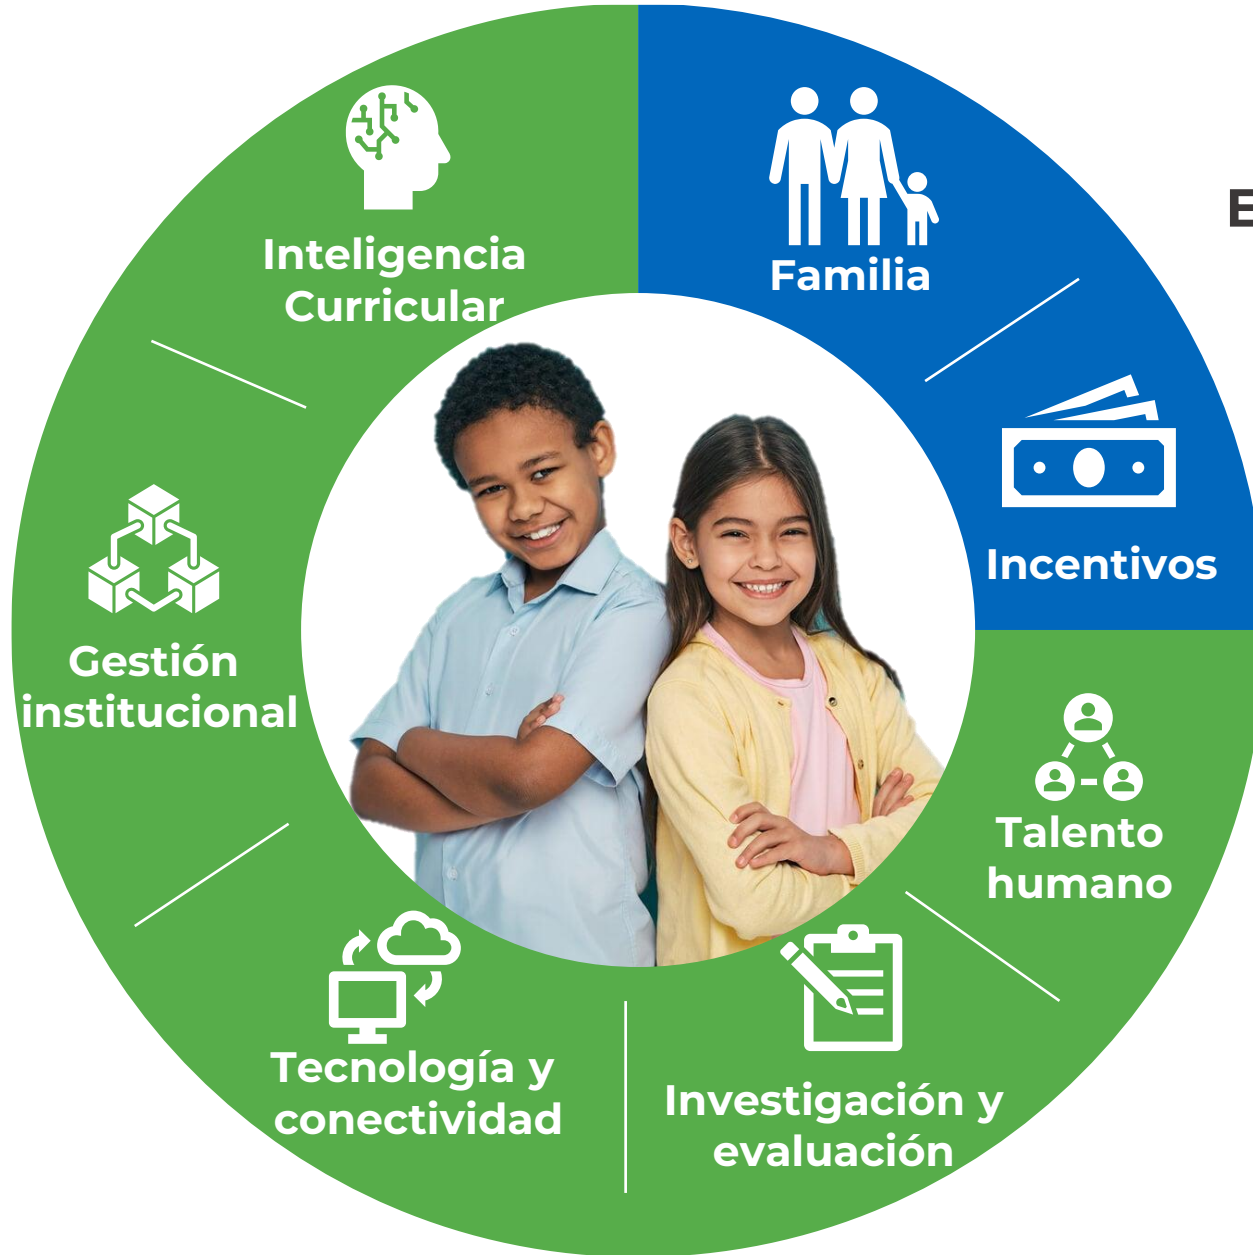 Inteligencia
Curricular
Familia
E
Incentivos
Gestión
institucional
Talento
humano
Tecnología y
conectividad
Investigación y
evaluación